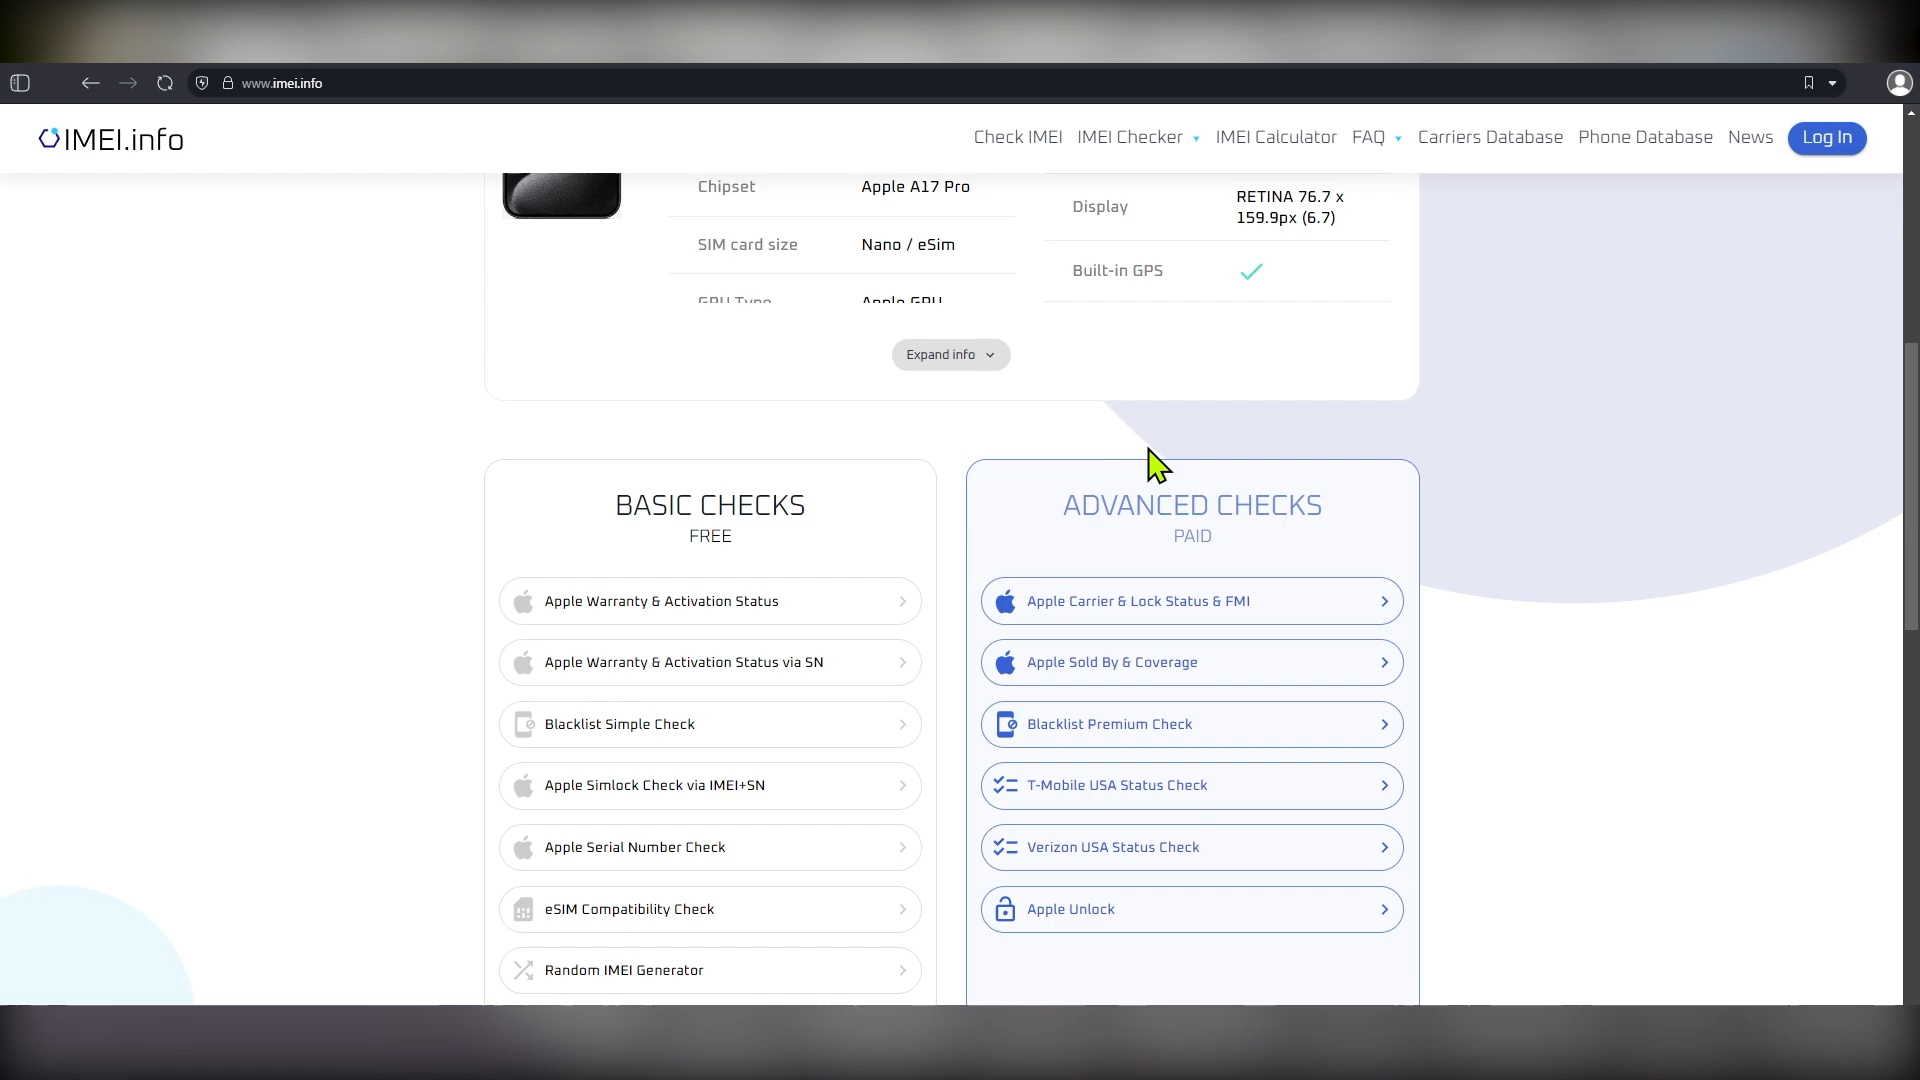 www.imei.info
IMEI.info
Check IMEI IMEI Checker IMEI Calculator FAQ Carriers Database Phone Database News Log In
Chipset Apple A17 Pro
SIM card size Nano / eSim
GPU Type Apple GPU
Display RETINA 76.7 x
159.9px (6.7)
Built-in GPS
Expand info
BASIC CHECKS
FREE
Apple Warranty & Activation Status
Apple Warranty & Activation Status via SN
Blacklist Simple Check
Apple Simlock Check via IMEI+SN
Apple Serial Number Check
eSIM Compatibility Check
Random IMEI Generator
ADVANCED CHECKS
PAID
Apple Carrier & Lock Status & FMI
Apple Sold By & Coverage
Blacklist Premium Check
T-Mobile USA Status Check
Verizon USA Status Check
Apple Unlock